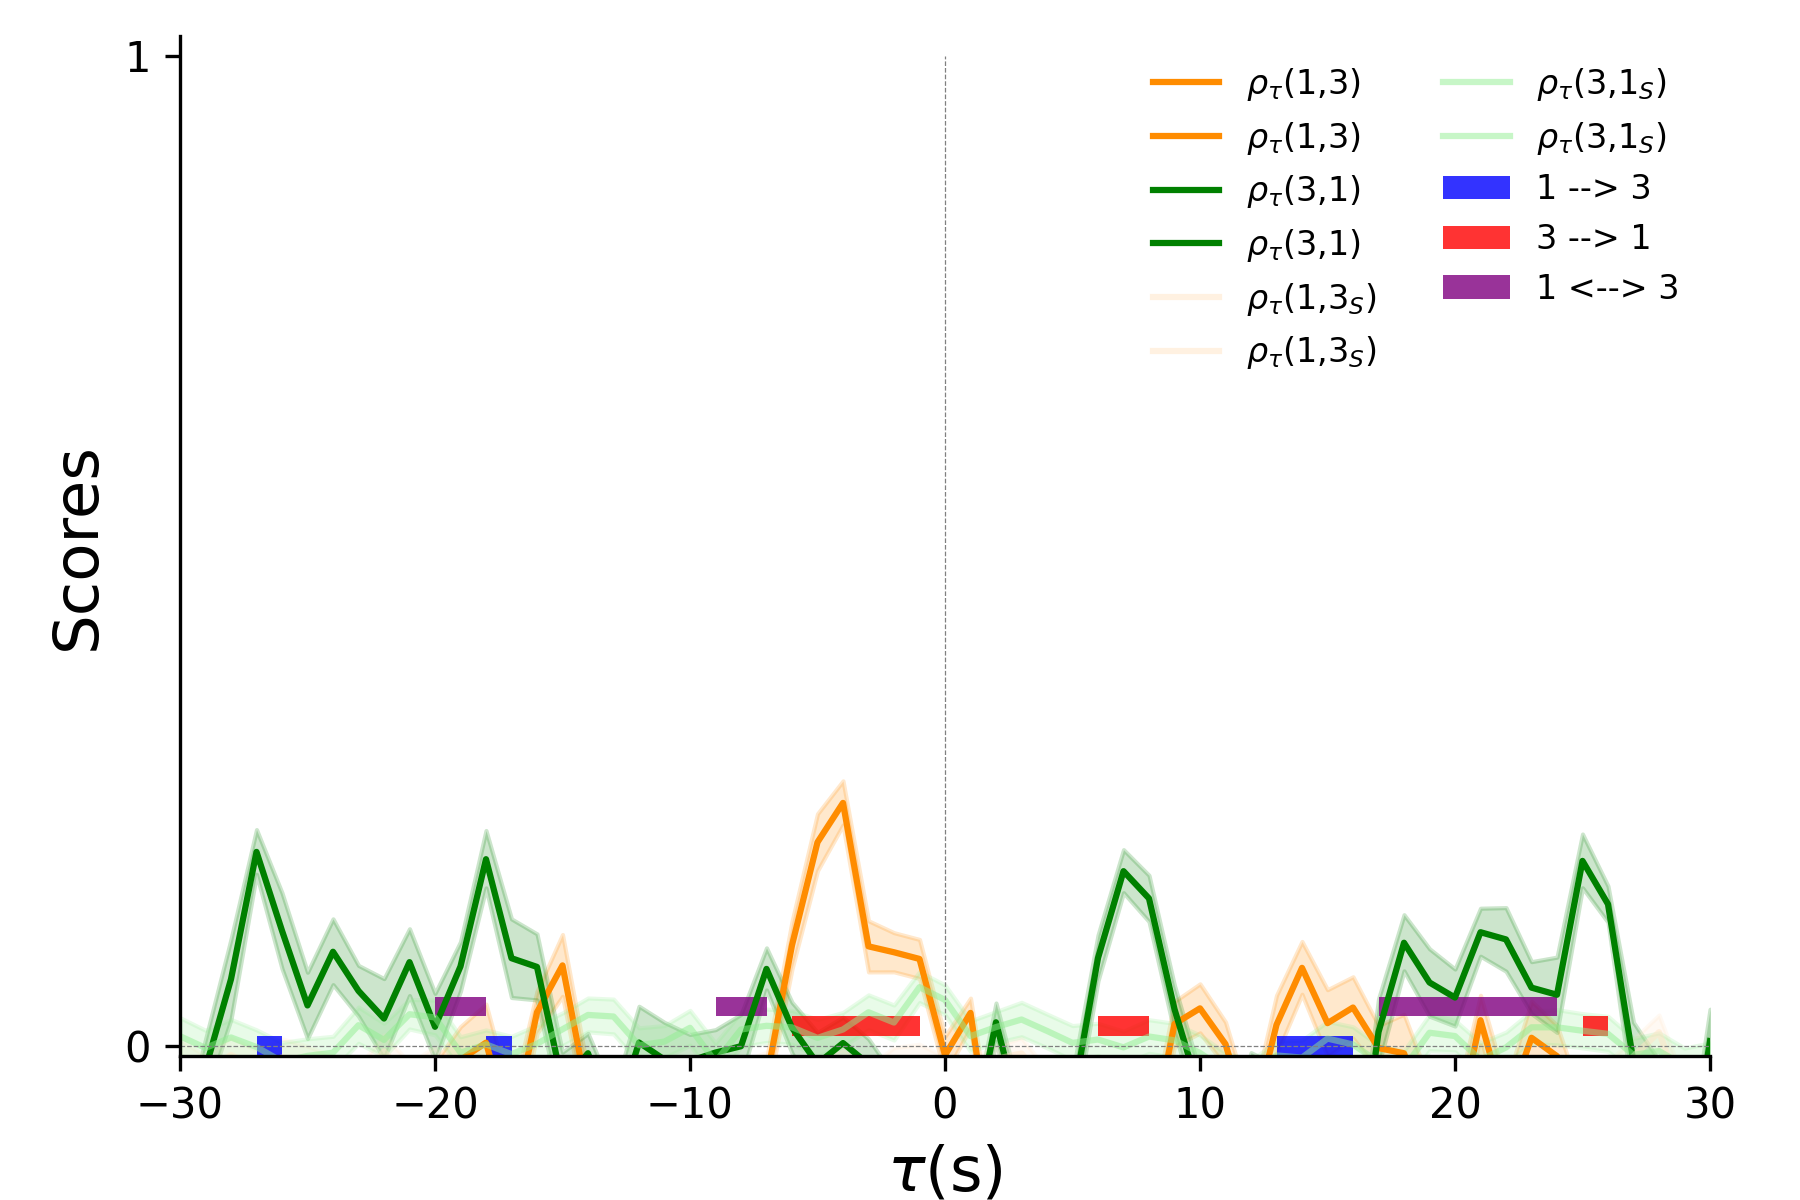 1
ρτ(1,3)
ρτ(1,3)
ρτ(3,1)
ρτ(3,1)
ρτ(1,3S)
ρτ(1,3S)
ρτ(3,1S)
ρτ(3,1S)
1 --> 3
3 --> 1
1 <--> 3
Scores
0
−30 −20 −10 0 10 20 30
τ(s)